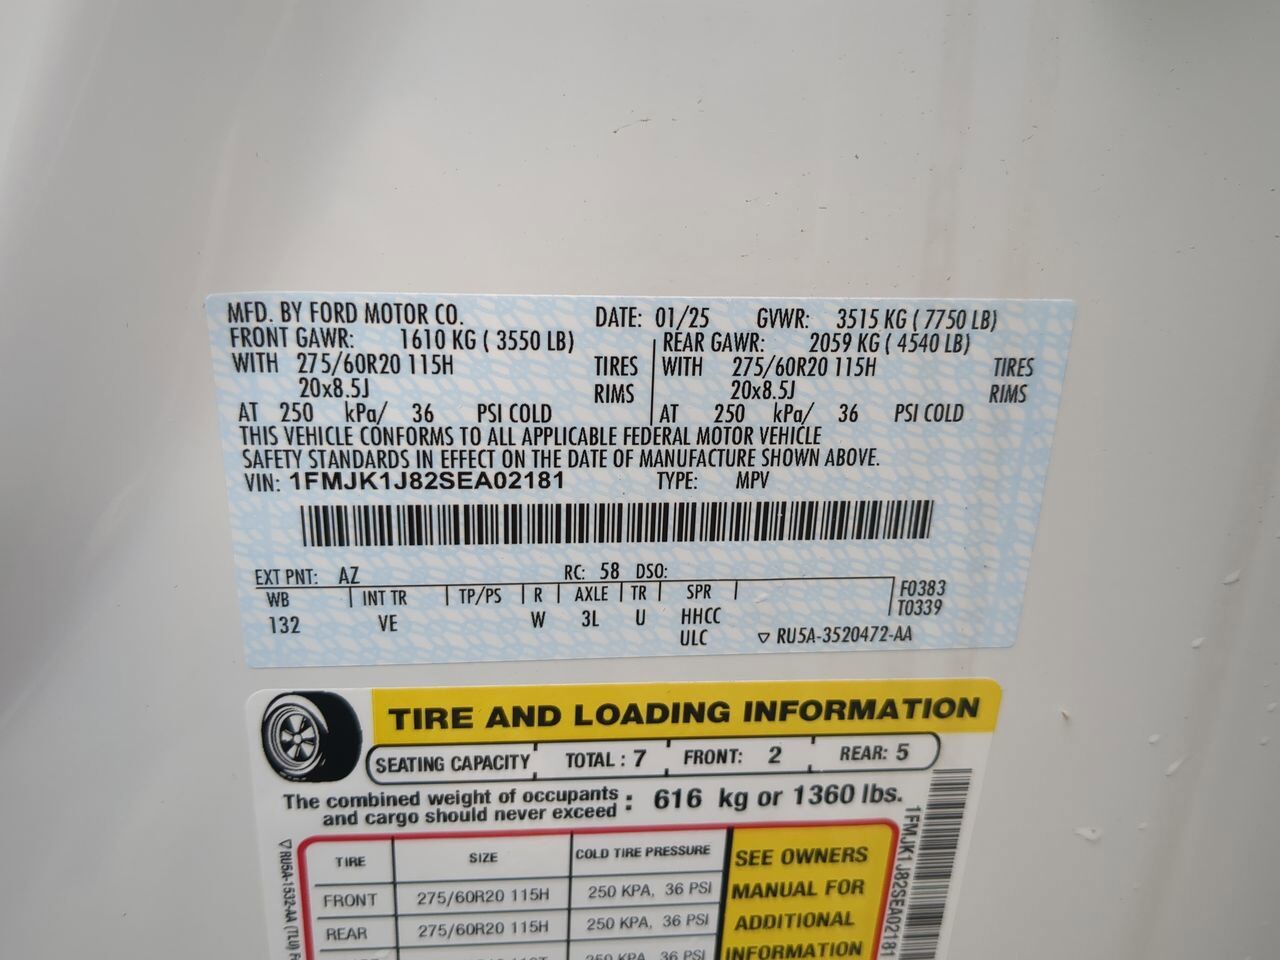 MFD. BY FORD MOTOR CO. DATE: 01/25 GVWR: 3515 KG ( 7750 LB)
FRONT GAWR: 1610 KG ( 3550 LB) REAR GAWR: 2059 KG ( 4540 LB)
WITH 275/60R20 115H TIRES WITH 275/60R20 115H TIRES
20x8.5J RIMS 20x8.5J RIMS
AT 250 kPa/ 36 PSI COLD AT 250 kPa/ 36 PSI COLD
THIS VEHICLE CONFORMS TO ALL APPLICABLE FEDERAL MOTOR VEHICLE
SAFETY STANDARDS IN EFFECT ON THE DATE OF MANUFACTURE SHOWN ABOVE.
VIN: 1FMJK1J82SEA02181 TYPE: MPV
EXT PNT: AZ RC: 58 DSO:
WB INT TR TP/PS R AXLE TR SPR F0383
132 VE W 3L U HHCC T0339
ULC ▽ RU5A-3520472-AA
TIRE AND LOADING INFORMATION
SEATING CAPACITY TOTAL : 7 FRONT: 2 REAR: 5
The combined weight of occupants
and cargo should never exceed : 616 kg or 1360 lbs.
TIRE SIZE COLD TIRE PRESSURE
FRONT 275/60R20 115H 250 KPA, 36 PSI
REAR 275/60R20 115H 250 KPA, 36 PSI
250 KPA, 36 PSI
SEE OWNERS
MANUAL FOR
ADDITIONAL
INFORMATION
▽ RU5A-1532-AA (TLU)
1FMJK1J82SEA02181